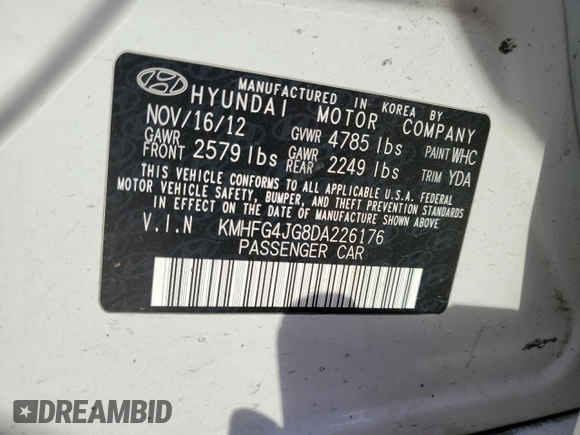 MANUFACTURED IN KOREA BY
HYUNDAI MOTOR COMPANY
NOV/16/12 GVWR 4785 lbs PAINT WHC
GAWR FRONT 2579 lbs GAWR REAR 2249 lbs TRIM YDA
THIS VEHICLE CONFORMS TO ALL APPLICABLE U.S.A. FEDERAL
MOTOR VEHICLE SAFETY, BUMPER, AND THEFT PREVENTION STANDARDS
IN EFFECT ON THE DATE OF MANUFACTURE SHOWN ABOVE.
V.I.N KMHFG4JG8DA226176
PASSENGER CAR
DREAMBID